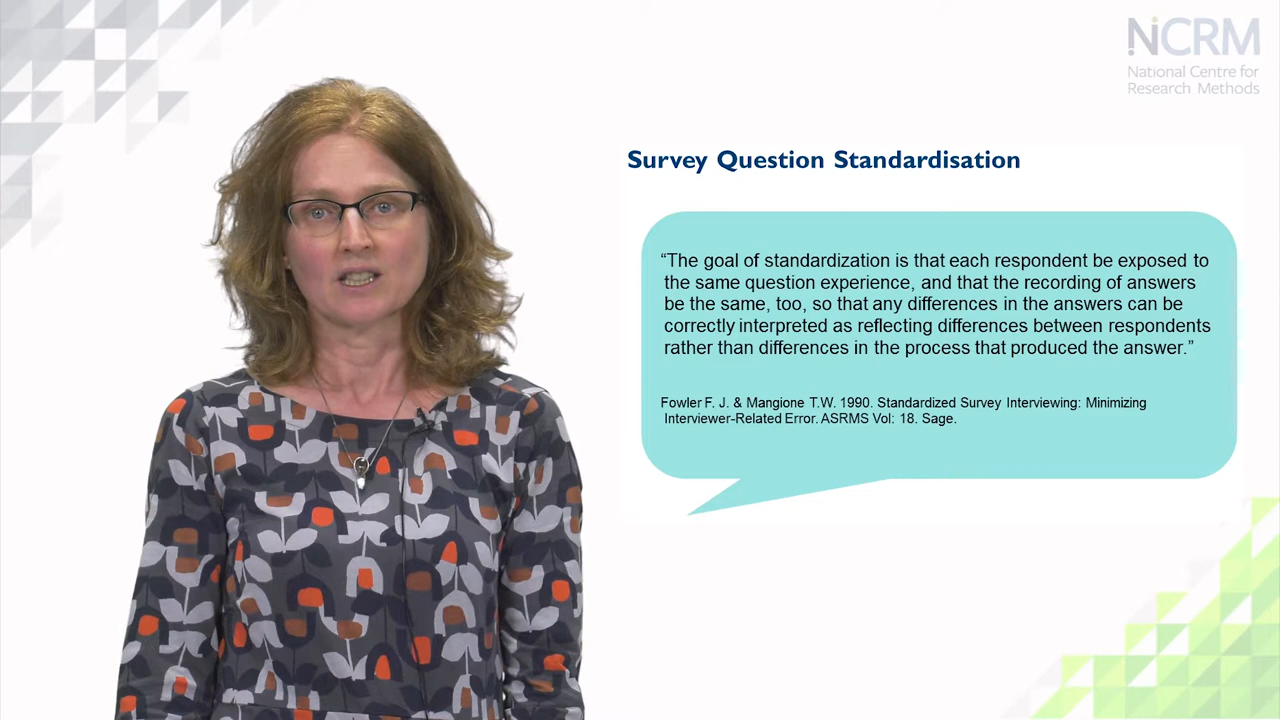 NCRM
National Centre for
Research Methods
Survey Question Standardisation
“The goal of standardization is that each respondent be exposed to
the same question experience, and that the recording of answers
be the same, too, so that any differences in the answers can be
correctly interpreted as reflecting differences between respondents
rather than differences in the process that produced the answer.”
Fowler F. J. & Mangione T.W. 1990. Standardized Survey Interviewing: Minimizing
Interviewer-Related Error. ASRMS Vol: 18. Sage.